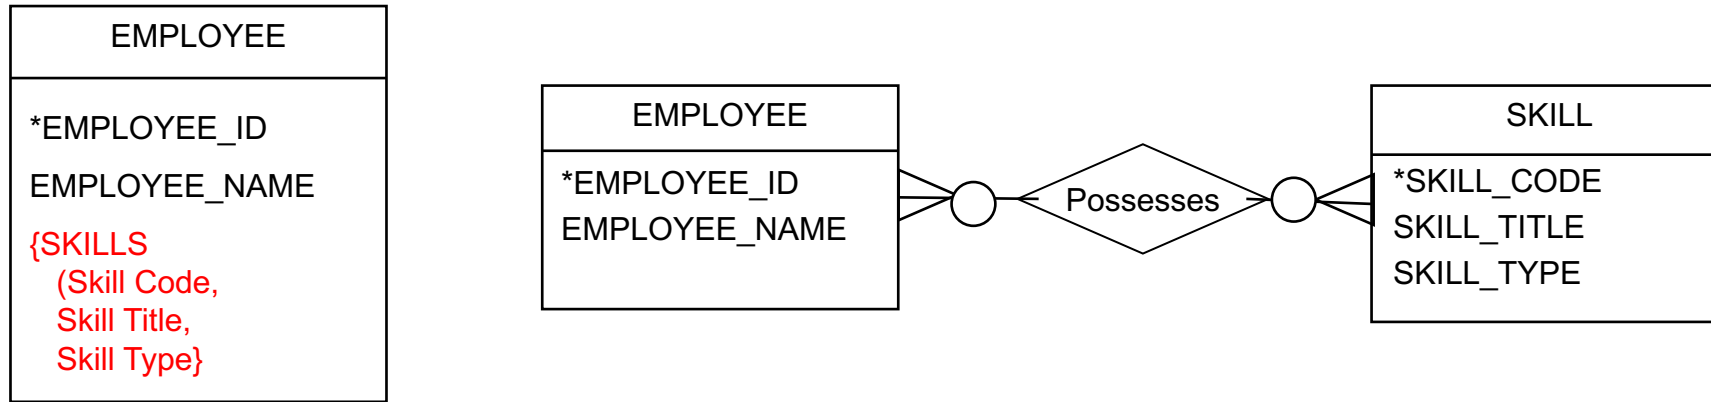 EMPLOYEE
*EMPLOYEE_ID
EMPLOYEE_NAME
{SKILLS
(Skill Code,
Skill Title,
Skill Type}
EMPLOYEE
*EMPLOYEE_ID
EMPLOYEE_NAME
Possesses
SKILL
*SKILL_CODE
SKILL_TITLE
SKILL_TYPE